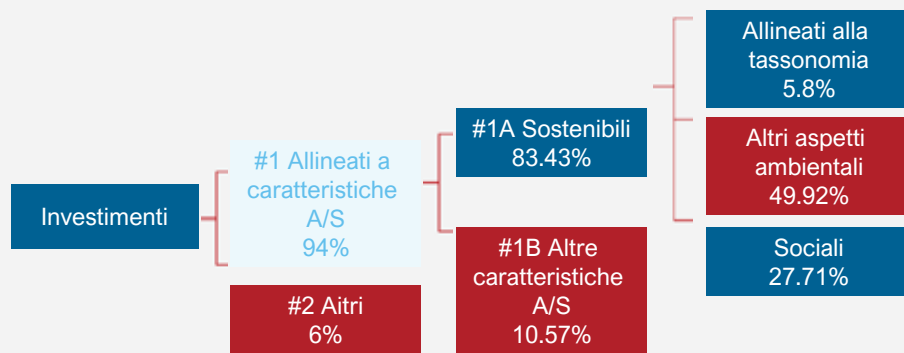 Investimenti
#1 Allineati a
caratteristiche
A/S
94%
#2 Aitri
6%
#1A Sostenibili
83.43%
#1B Altre
caratteristiche
A/S
10.57%
Allineati alla
tassonomia
5.8%
Altri aspetti
ambientali
49.92%
Sociali
27.71%